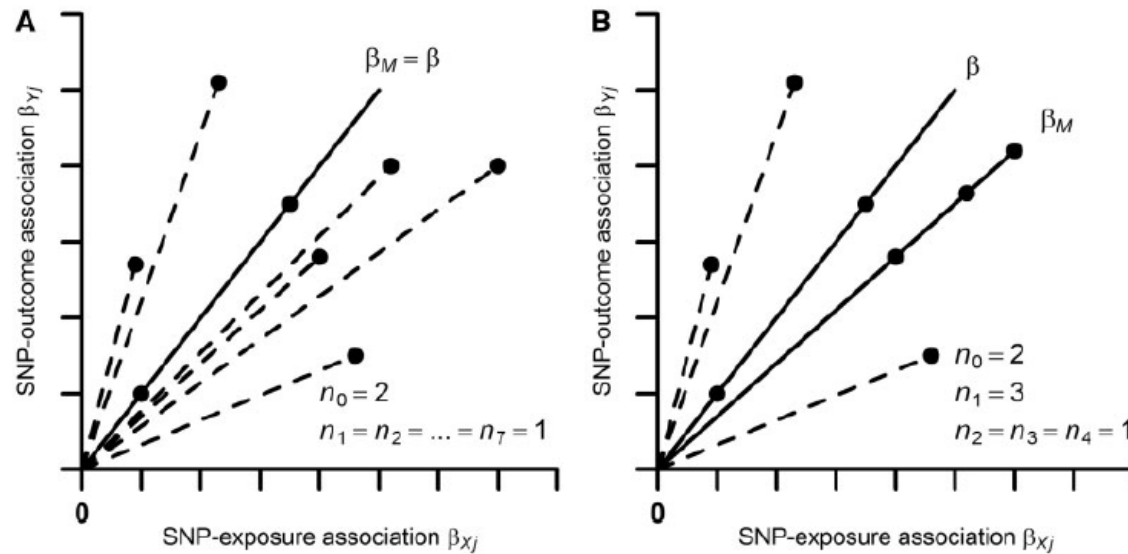 A
SNP-outcome association βYj
βM = β
n0 = 2
n1 = n2 = ... = n7 = 1
0
SNP-exposure association βXj
B
SNP-outcome association βYj
β
βM
n0 = 2
n1 = 3
n2 = n3 = n4 = 1
0
SNP-exposure association βXj